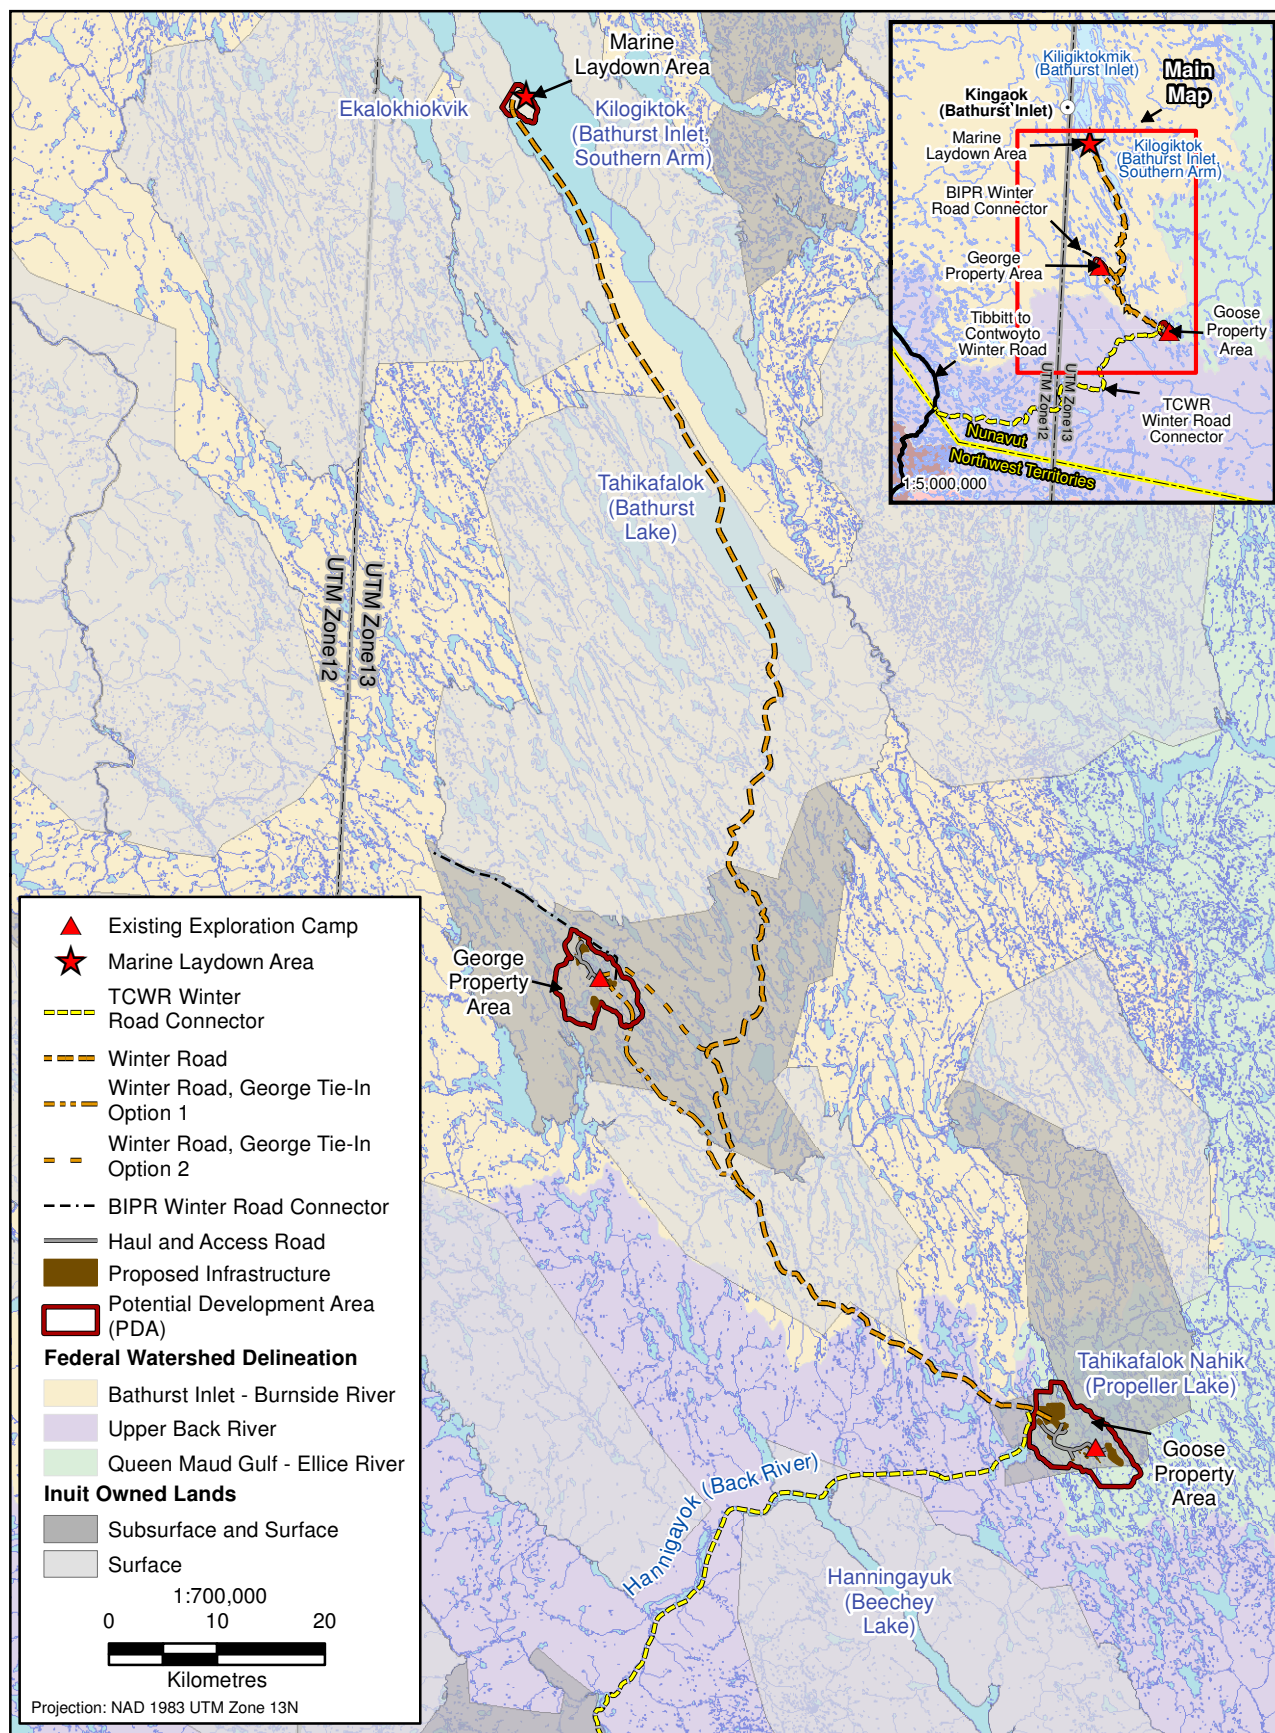 Marine
Laydown Area
Ekalokhiokvik
Kilogiktok
(Bathurst Inlet,
Southern Arm)
Tahikafalok
(Bathurst
Lake)
UTM Zone12
UTM Zone13
George
Property
Area
Tahikafalok Nahik
(Propeller Lake)
Goose
Property
Area
Hannigayok (Back River)
Hanningayuk
(Beechey
Lake)
Kiligiktokmik
(Bathurst Inlet)
Main
Map
Kingaok
(Bathurst Inlet)
Marine
Laydown Area
Kilogiktok
(Bathurst Inlet,
Southern Arm)
BIPR Winter
Road Connector
George
Property Area
Tibbitt to
Contwoyto
Winter Road
Goose
Property
Area
UTM Zone12
UTM Zone13
TCWR
Winter Road
Connector
Nunavut
Northwest Territories
1:5,000,000
Existing Exploration Camp
Marine Laydown Area
TCWR Winter
Road Connector
Winter Road
Winter Road, George Tie-In
Option 1
Winter Road, George Tie-In
Option 2
BIPR Winter Road Connector
Haul and Access Road
Proposed Infrastructure
Potential Development Area
(PDA)
Federal Watershed Delineation
Bathurst Inlet - Burnside River
Upper Back River
Queen Maud Gulf - Ellice River
Inuit Owned Lands
Subsurface and Surface
Surface
1:700,000
0 10 20
Kilometres
Projection: NAD 1983 UTM Zone 13N